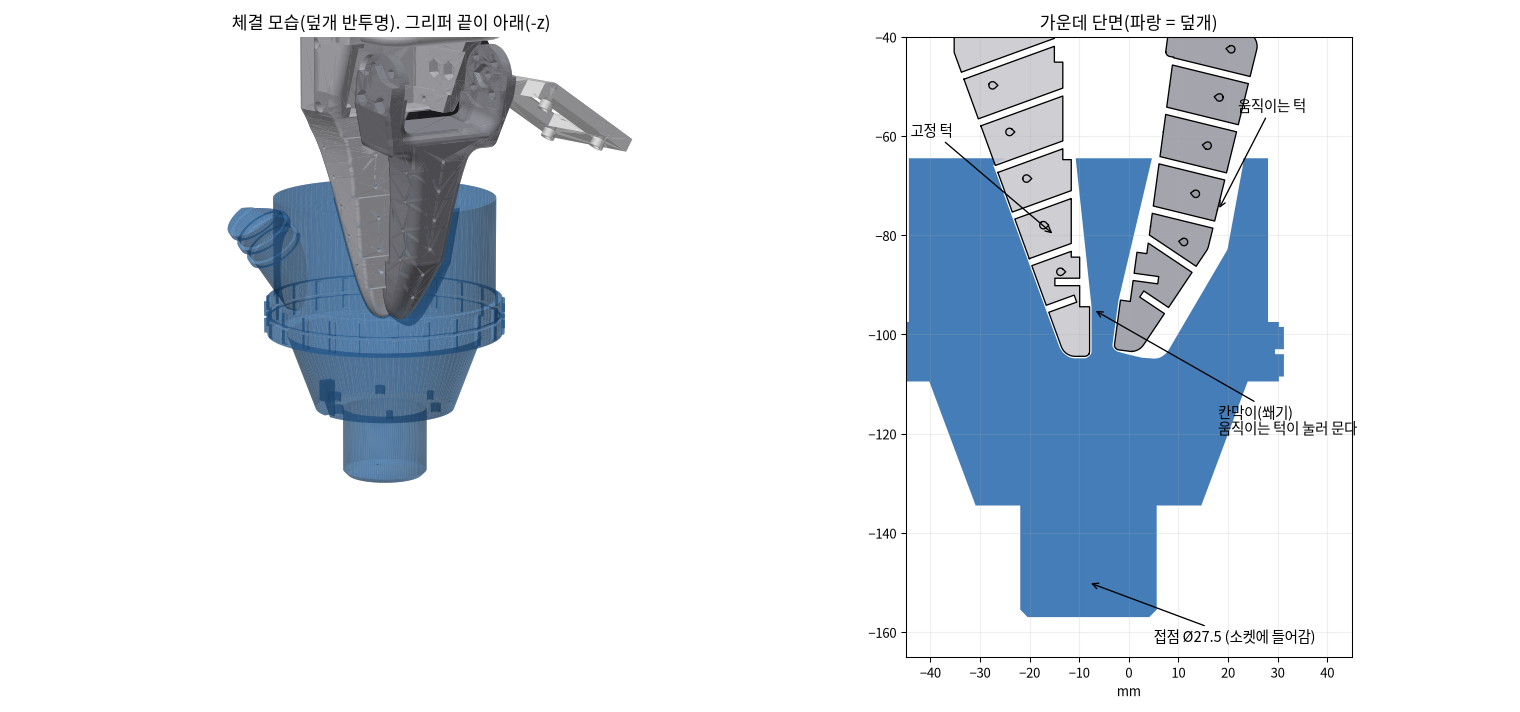 체결 모습(덮개 반투명). 그리퍼 끝이 아래(-z)
가운데 단면(파랑 = 덮개)
−40
−60
−80
−100
−120
−140
−160
고정 턱
움직이는 턱
칸막이(쐐기)
움직이는 턱이 눌러 문다
접점 Ø27.5 (소켓에 들어감)
−40 −30 −20 −10 0 10 20 30 40
mm